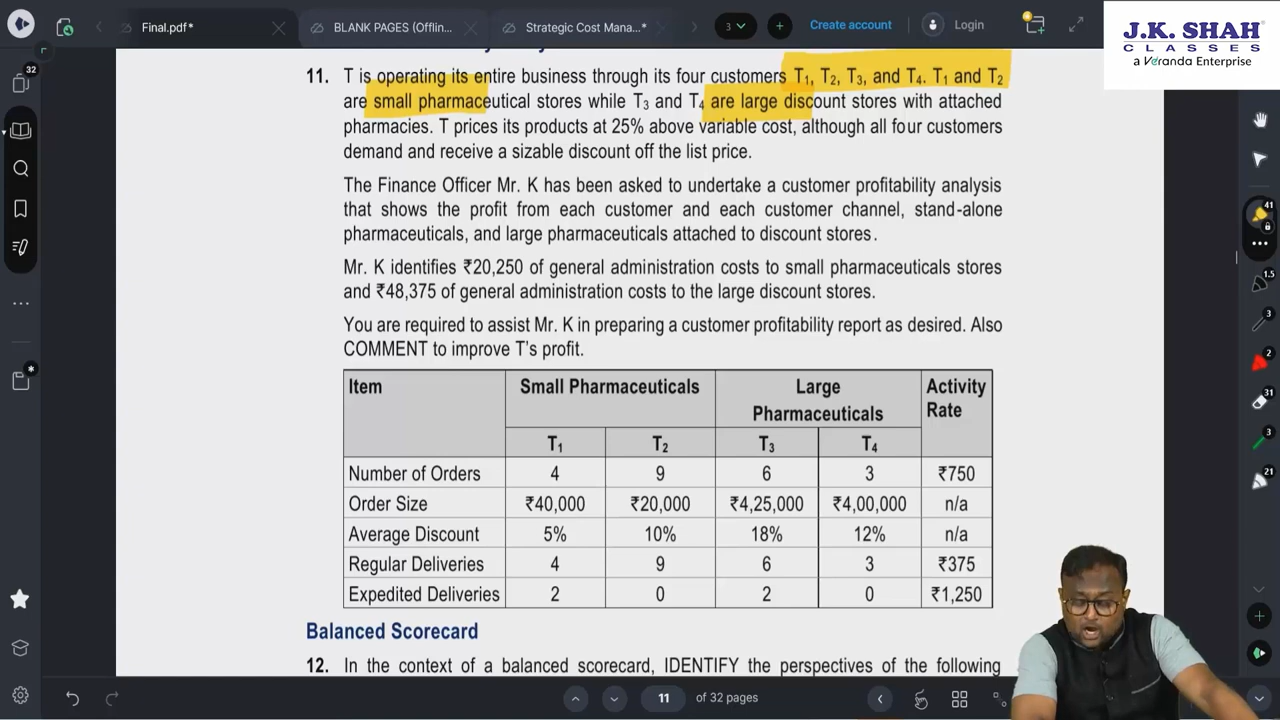 Final.pdf*
BLANK PAGES (Offlin...
Strategic Cost Mana...*
3
Create account
Login
J.K. SHAH
CLASSES
a Veranda Enterprise
11. T is operating its entire business through its four customers T1, T2, T3, and T4. T1 and T2
are small pharmaceutical stores while T3 and T4 are large discount stores with attached
pharmacies. T prices its products at 25% above variable cost, although all four customers
demand and receive a sizable discount off the list price.
The Finance Officer Mr. K has been asked to undertake a customer profitability analysis
that shows the profit from each customer and each customer channel, stand-alone
pharmaceuticals, and large pharmaceuticals attached to discount stores.
Mr. K identifies ₹20,250 of general administration costs to small pharmaceuticals stores
and ₹48,375 of general administration costs to the large discount stores.
You are required to assist Mr. K in preparing a customer profitability report as desired. Also
COMMENT to improve T's profit.
Item Small Pharmaceuticals Large Pharmaceuticals Activity Rate
T1 T2 T3 T4
Number of Orders 4 9 6 3 ₹750
Order Size ₹40,000 ₹20,000 ₹4,25,000 ₹4,00,000 n/a
Average Discount 5% 10% 18% 12% n/a
Regular Deliveries 4 9 6 3 ₹375
Expedited Deliveries 2 0 2 0 ₹1,250
Balanced Scorecard
12. In the context of a balanced scorecard, IDENTIFY the perspectives of the following
11 of 32 pages
32
41
1.5
3
2
31
3
21